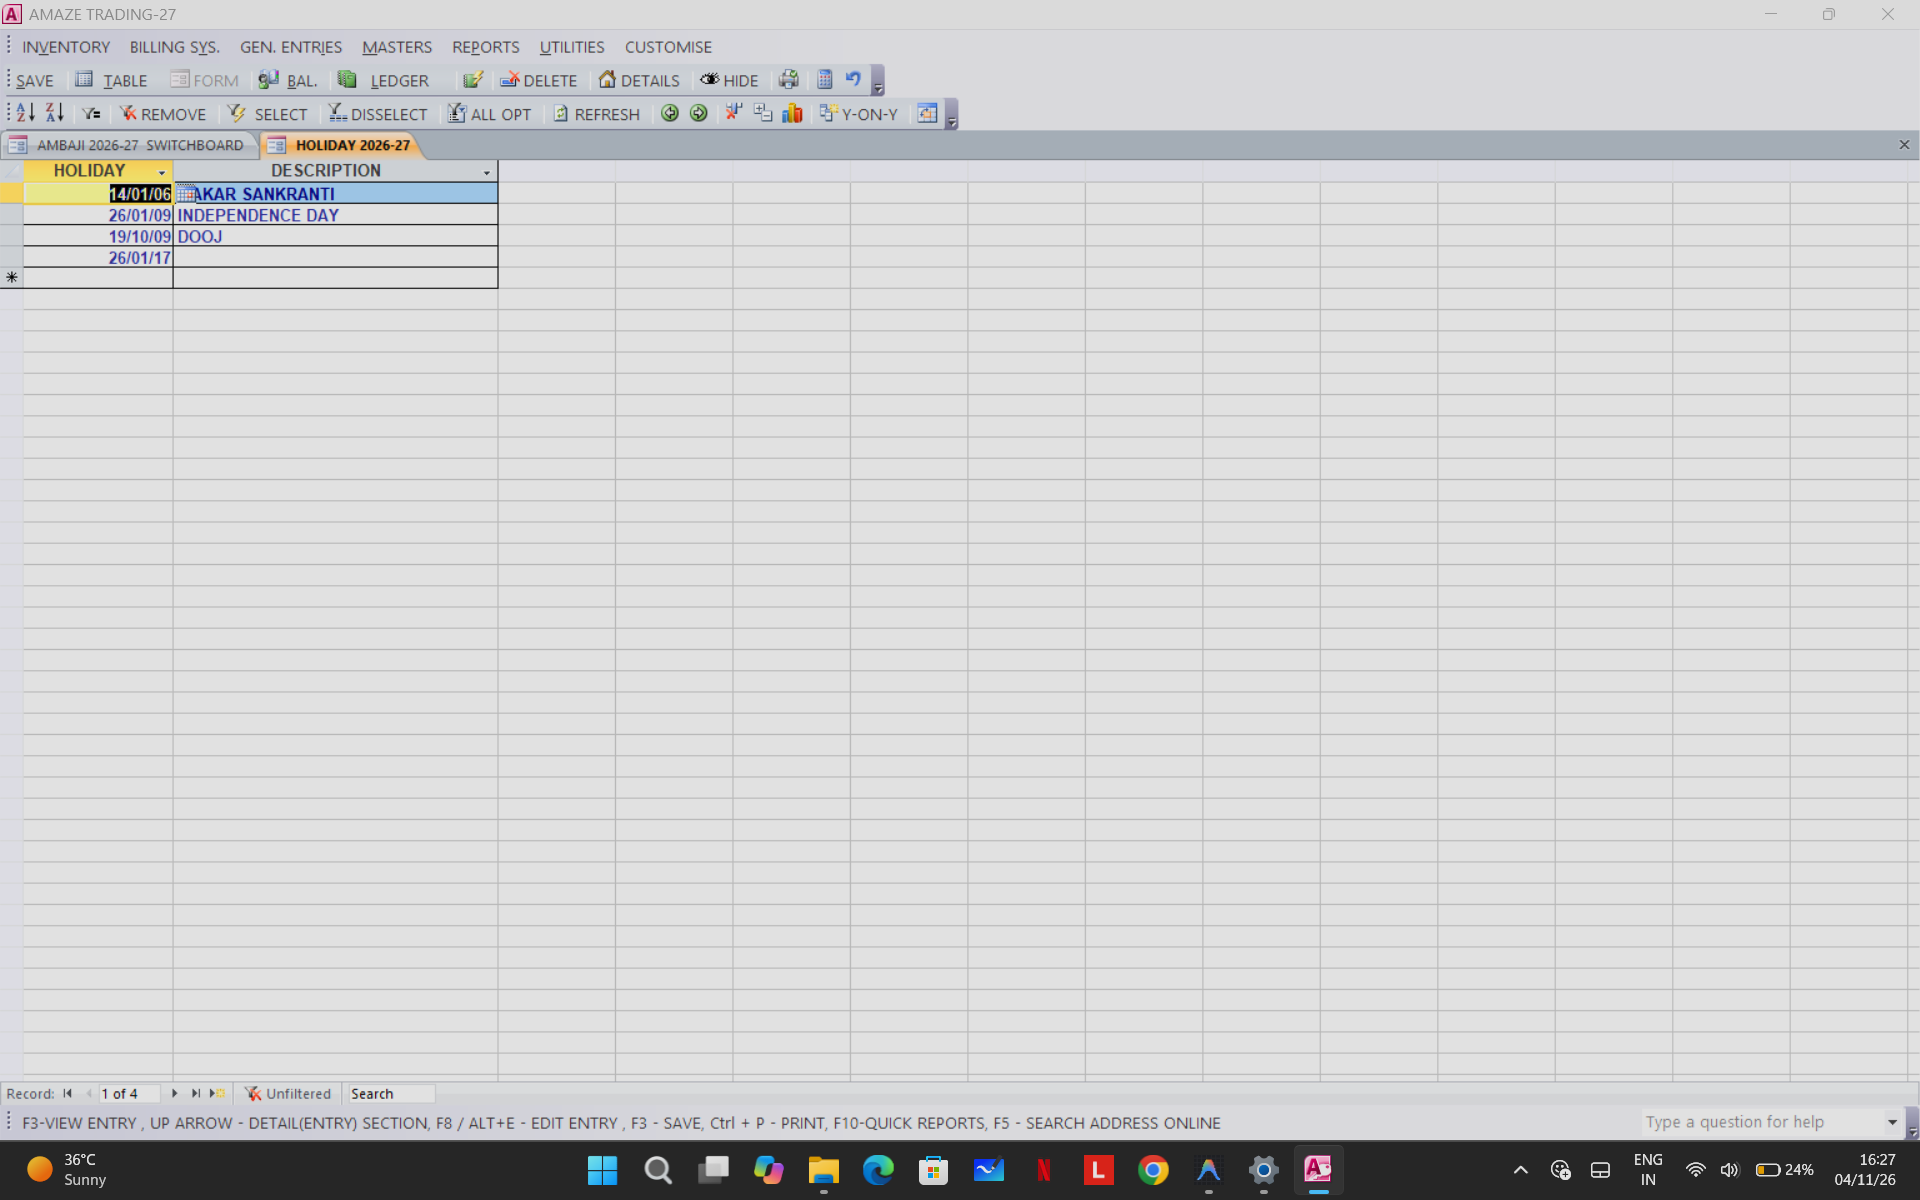 AMAZE TRADING-27
INVENTORY BILLING SYS. GEN. ENTRIES MASTERS REPORTS UTILITIES CUSTOMISE
SAVE TABLE FORM BAL. LEDGER DELETE DETAILS HIDE
REMOVE SELECT DISSELECT ALL OPT REFRESH Y-ON-Y
AMBAJI 2026-27 SWITCHBOARD HOLIDAY 2026-27
HOLIDAY DESCRIPTION
14/01/06 AKAR SANKRANTI
26/01/09 INDEPENDENCE DAY
19/10/09 DOOJ
26/01/17
Record: 1 of 4 Unfiltered Search
F3-VIEW ENTRY , UP ARROW - DETAIL(ENTRY) SECTION, F8 / ALT+E - EDIT ENTRY , F3 - SAVE, Ctrl + P - PRINT, F10-QUICK REPORTS, F5 - SEARCH ADDRESS ONLINE Type a question for help
36°C
Sunny
ENG
IN
24%
16:27
04/11/26